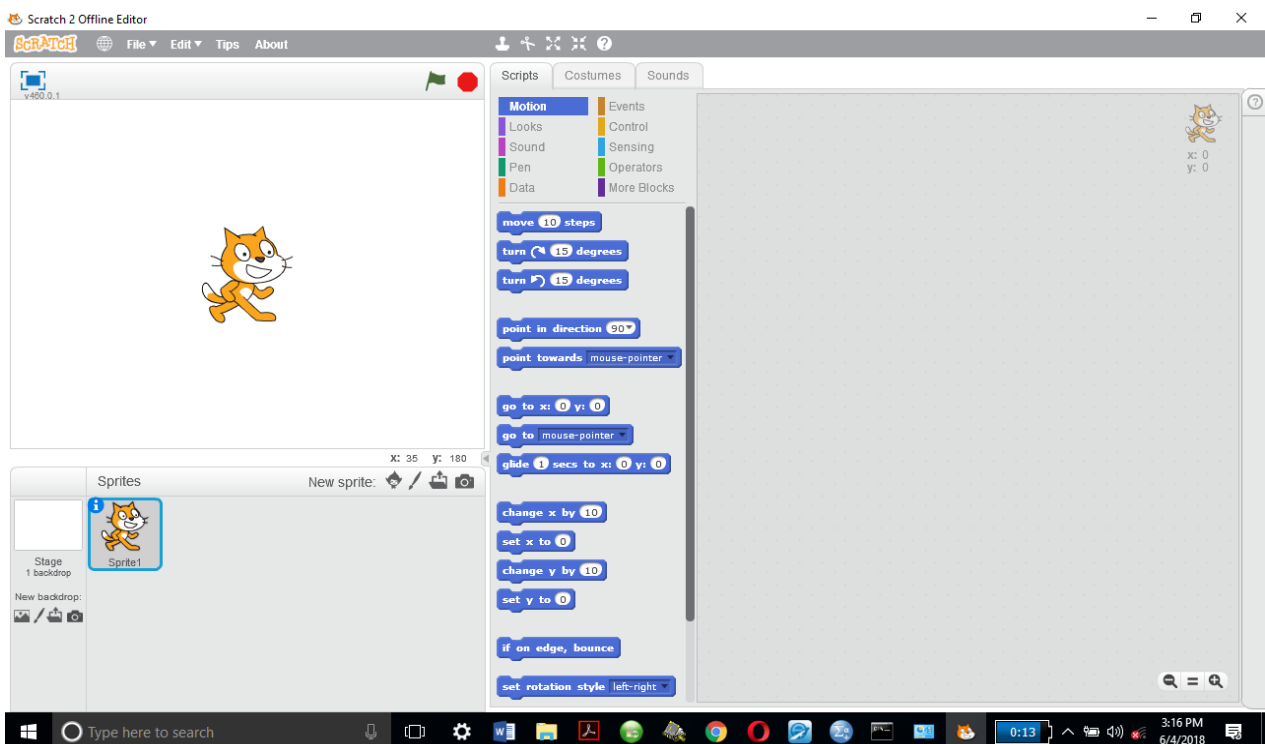 Scratch 2 Offline Editor
SCRATCH File Edit Tips About
v460.0.1
Scripts Costumes Sounds
Motion Events
Looks Control
Sound Sensing
Pen Operators
Data More Blocks
x: 0
y: 0
move 10 steps
turn 15 degrees
turn 15 degrees
point in direction 90
point towards mouse-pointer
go to x: 0 y: 0
go to mouse-pointer
glide 1 secs to x: 0 y: 0
change x by 10
set x to 0
change y by 10
set y to 0
if on edge, bounce
set rotation style left-right
X: 35 y: 180
Sprites New sprite:
Stage
1 backdrop
Sprite1
New backdrop:
Type here to search
0:13
3:16 PM
6/4/2018